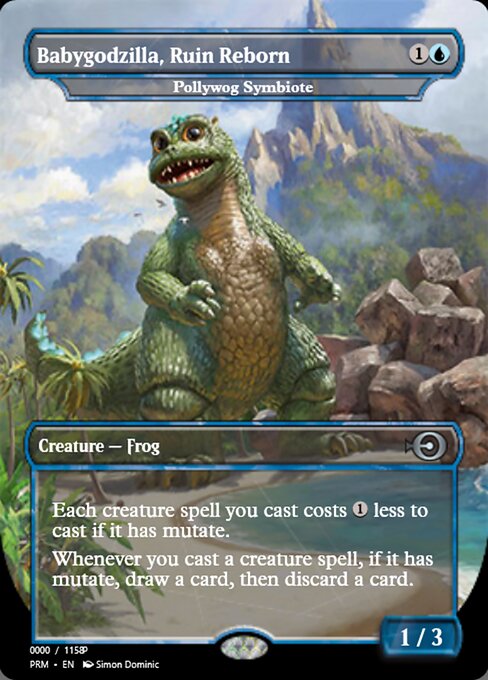 Babygodzilla, Ruin Reborn 1
Pollywog Symbiote
Creature — Frog
Each creature spell you cast costs 1 less to
cast if it has mutate.
Whenever you cast a creature spell, if it has
mutate, draw a card, then discard a card.
1/3
0000 / 1158P
PRM • EN Simon Dominic